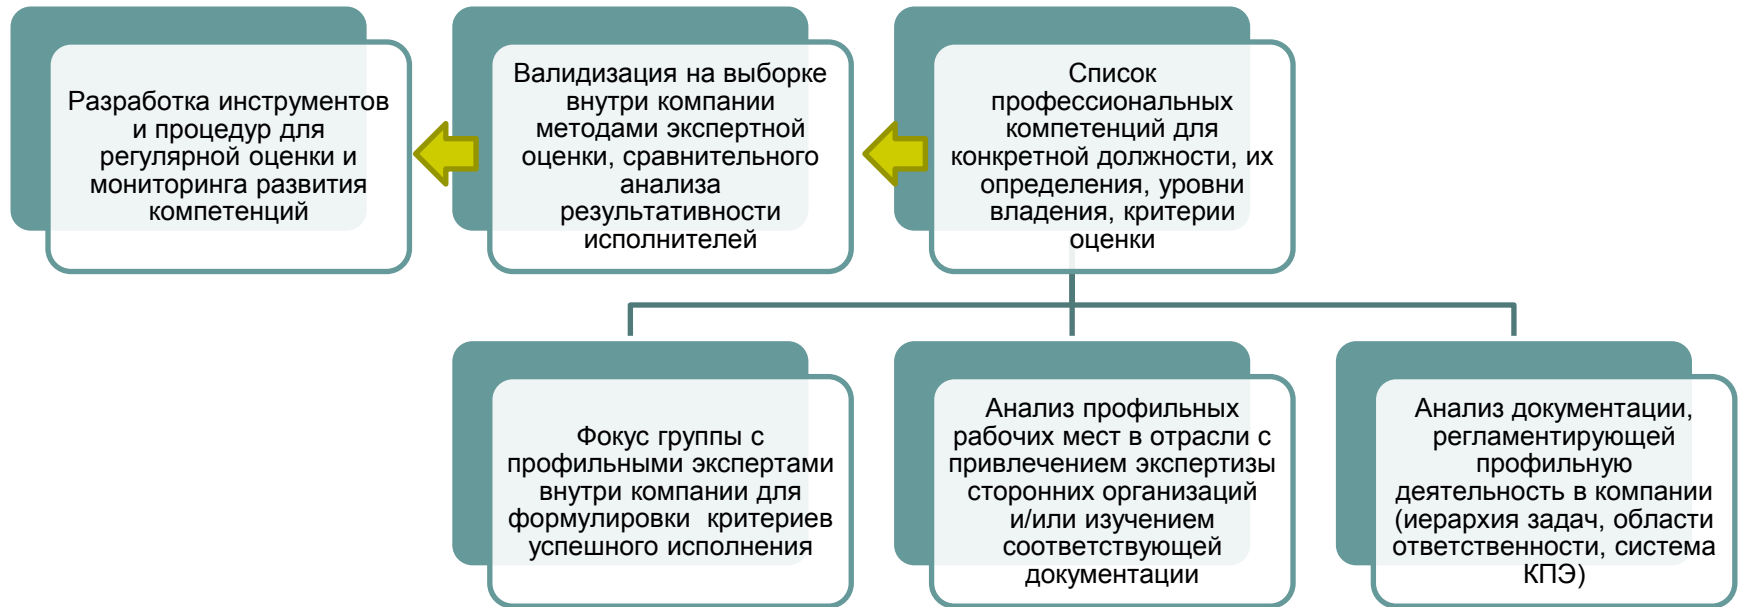 Разработка инструментов
и процедур для
регулярной оценки и
мониторинга развития
компетенций
Валидизация на выборке
внутри компании
методами экспертной
оценки, сравнительного
анализа
результативности
исполнителей
Список
профессиональных
компетенций для
конкретной должности, их
определения, уровни
владения, критерии
оценки
Фокус группы с
профильными экспертами
внутри компании для
формулировки критериев
успешного исполнения
Анализ профильных
рабочих мест в отрасли с
привлечением экспертизы
сторонних организаций
и/или изучением
соответствующей
документации
Анализ документации,
регламентирующей
профильную
деятельность в компании
(иерархия задач, области
ответственности, система
КПЭ)